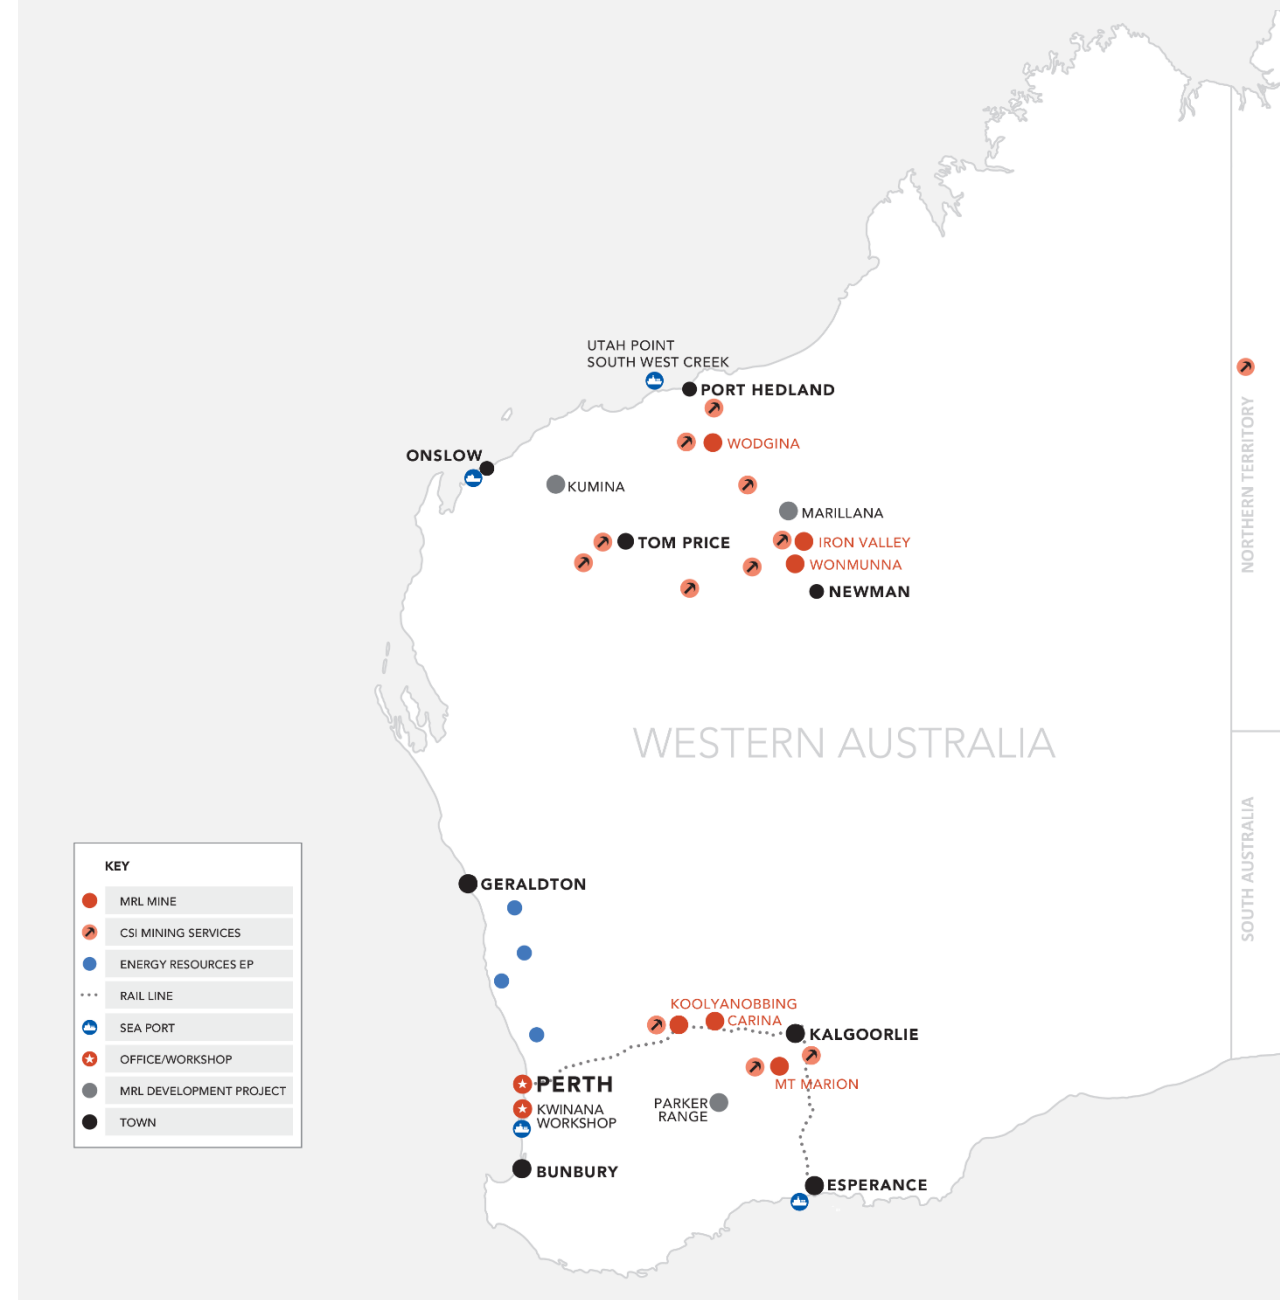 UTAH POINT
SOUTH WEST CREEK
PORT HEDLAND
WODGINA
ONSLOW
KUMINA
MARILLANA
TOM PRICE
IRON VALLEY
WONMUNNA
NEWMAN
NORTHERN TERRITORY
WESTERN AUSTRALIA
SOUTH AUSTRALIA
KEY
MRL MINE
CSI MINING SERVICES
ENERGY RESOURCES EP
RAIL LINE
SEA PORT
OFFICE/WORKSHOP
MRL DEVELOPMENT PROJECT
TOWN
GERALDTON
KOOLYANOBBING
CARINA
KALGOORLIE
PERTH
MT MARION
KWINANA
WORKSHOP
PARKER
RANGE
BUNBURY
ESPERANCE